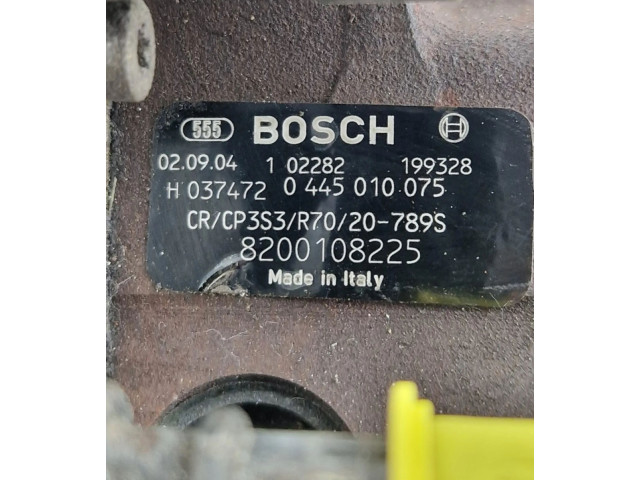 555 BOSCH
02.09.04 1 02282 199328
H 037472 0 445 010 075
CR/CP3S3/R70/20-789S
8200108225
Made in Italy